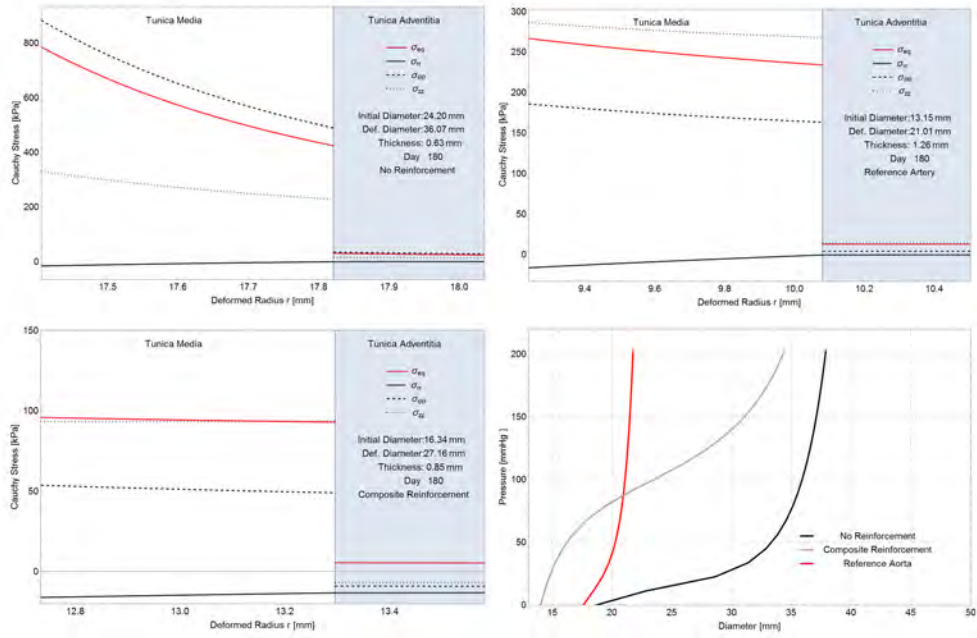 Tunica Media
Tunica Adventitia
800
600
400
200
0
Cauchy Stress [kPa]
σeq
σrr
σθθ
σzz
Initial Diameter:24.20 mm
Def. Diameter:36.07 mm
Thickness: 0.63 mm
Day 180
No Reinforcement
17.5
17.6
17.7
17.8
17.9
18.0
Deformed Radius r [mm]
Tunica Media
Tunica Adventitia
300
250
200
150
100
50
0
Cauchy Stress [kPa]
σeq
σrr
σθθ
σzz
Initial Diameter:13.15 mm
Def. Diameter:21.01 mm
Thickness: 1.26 mm
Day 180
Reference Artery
9.4
9.6
9.8
10.0
10.2
10.4
Deformed Radius r [mm]
Tunica Media
Tunica Adventitia
150
100
50
0
Cauchy Stress [kPa]
σeq
σrr
σθθ
σzz
Initial Diameter:16.34 mm
Def. Diameter:27.16 mm
Thickness: 0.85 mm
Day 180
Composite Reinforcement
12.8
13.0
13.2
13.4
Deformed Radius r [mm]
200
150
100
50
0
Pressure [mmHg]
No Reinforcement
Composite Reinforcement
Reference Aorta
15
20
25
30
35
40
45
50
Diameter [mm]